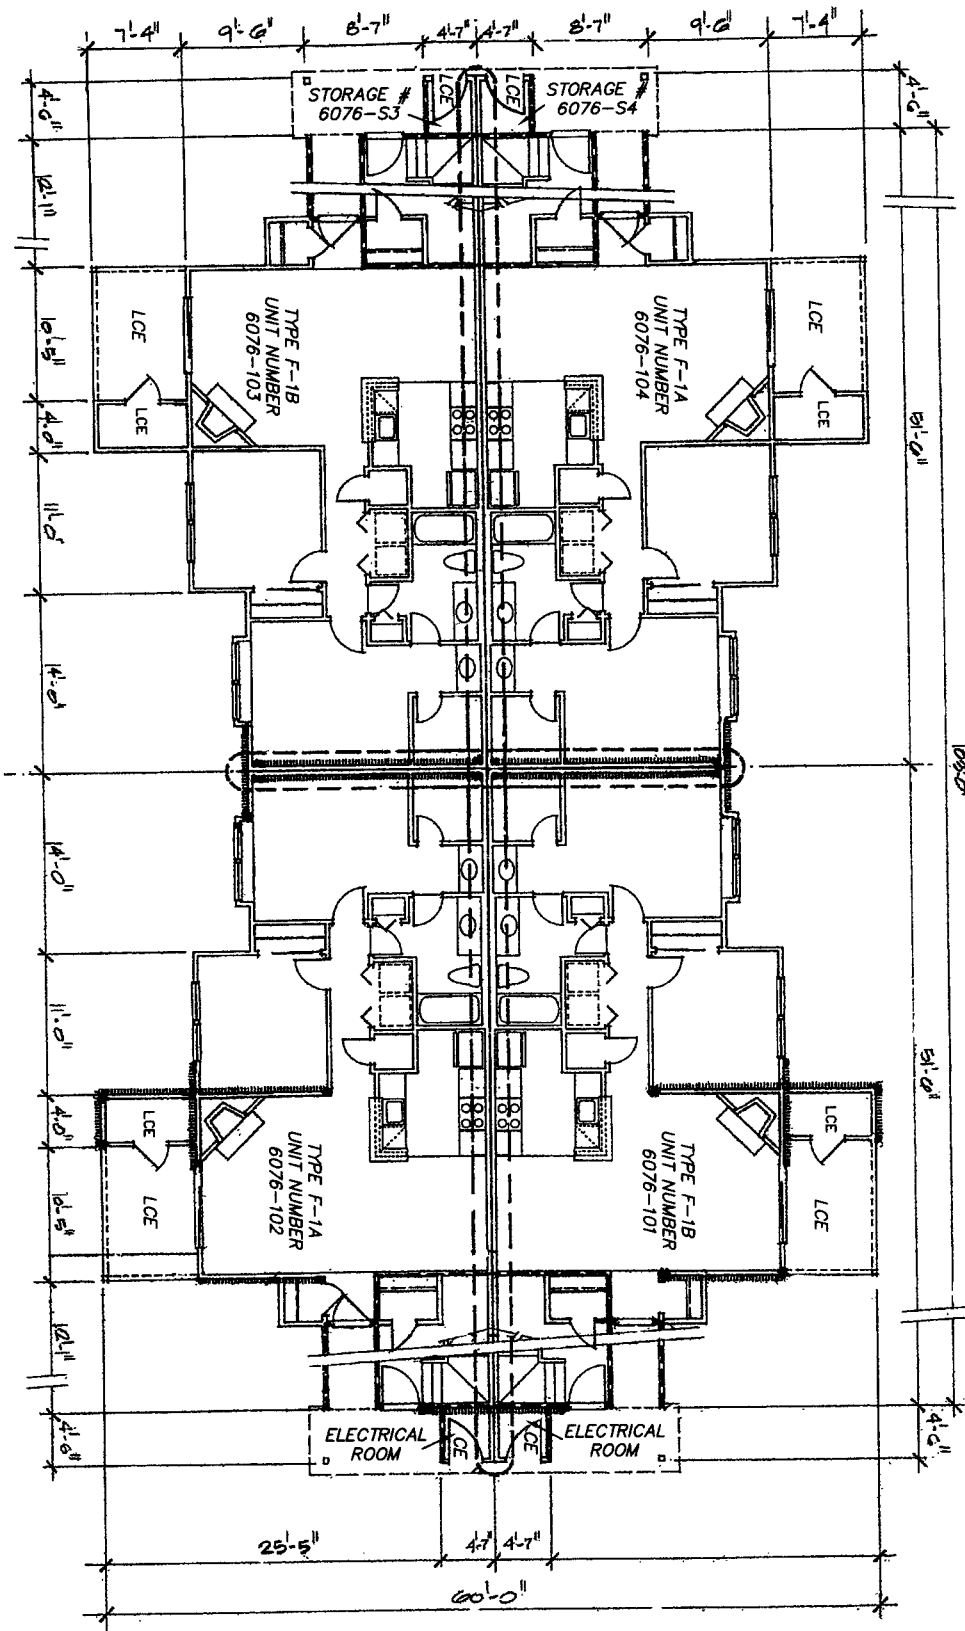 7'-4" 9'-6" 8'-7" 4'-7" 4'-7" 8'-7" 9'-6" 7'-4"
4'-6"
LCE
LCE
4'-6"
STORAGE #
6076-S3
STORAGE #
6076-S4
12'-1"
TYPE F-1B
UNIT NUMBER
6076-103
TYPE F-1A
UNIT NUMBER
6076-104
LCE
LCE
10'-5"
LCE
LCE
4'-0"
51'-0"
11'-0"
14'-0"
14'-0"
11'-0"
51'-0"
4'-0"
LCE
LCE
TYPE F-1A
UNIT NUMBER
6076-102
TYPE F-1B
UNIT NUMBER
6076-101
10'-5"
LCE
LCE
12'-1"
4'-6"
ELECTRICAL
ROOM
LCE
LCE
ELECTRICAL
ROOM
4'-6"
25'-5" 4'-7" 4'-7"
60'-0"